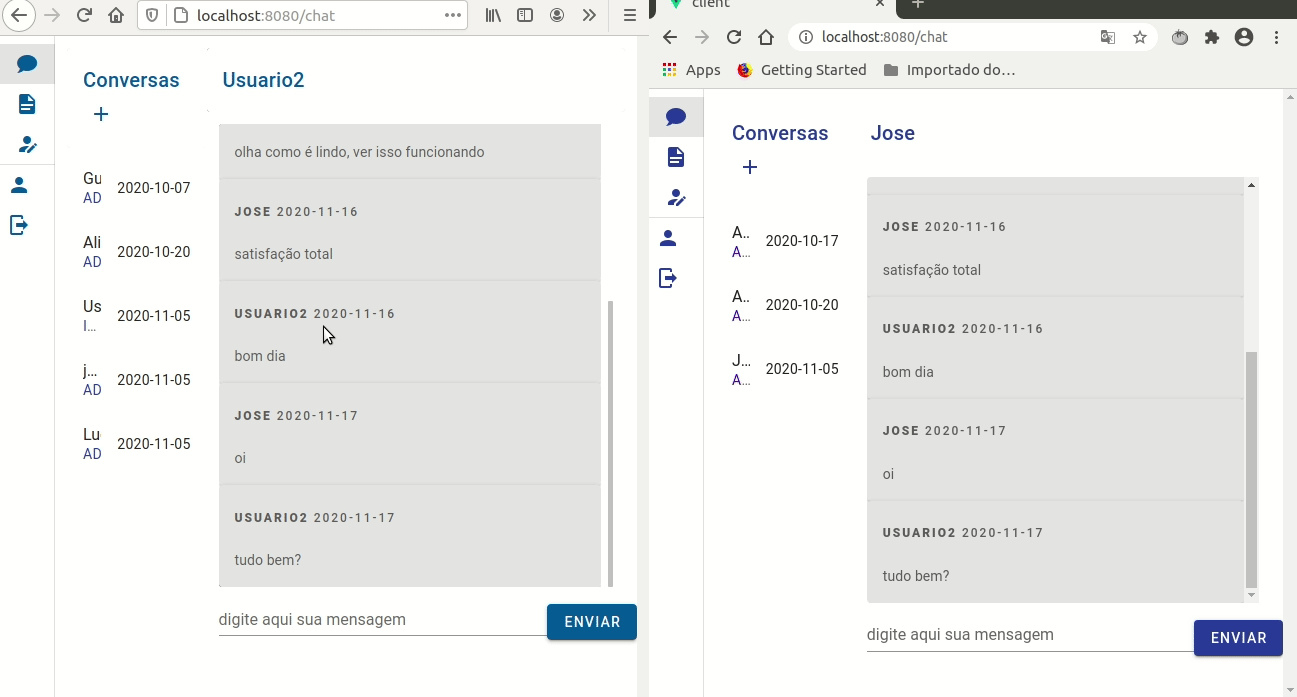 localhost:8080/chat
Conversas
Usuario2
Gu
AD
2020-10-07
Ali
AD
2020-10-20
Us
I...
2020-11-05
j...
AD
2020-11-05
Lu
AD
2020-11-05
olha como é lindo, ver isso funcionando
JOSE 2020-11-16
satisfação total
USUARIO2 2020-11-16
bom dia
JOSE 2020-11-17
oi
USUARIO2 2020-11-17
tudo bem?
digite aqui sua mensagem
ENVIAR
client
localhost:8080/chat
Apps Getting Started Importado do...
Conversas
Jose
A...
A...
2020-10-17
A...
A...
2020-10-20
J...
A...
2020-11-05
JOSE 2020-11-16
satisfação total
USUARIO2 2020-11-16
bom dia
JOSE 2020-11-17
oi
USUARIO2 2020-11-17
tudo bem?
digite aqui sua mensagem
ENVIAR